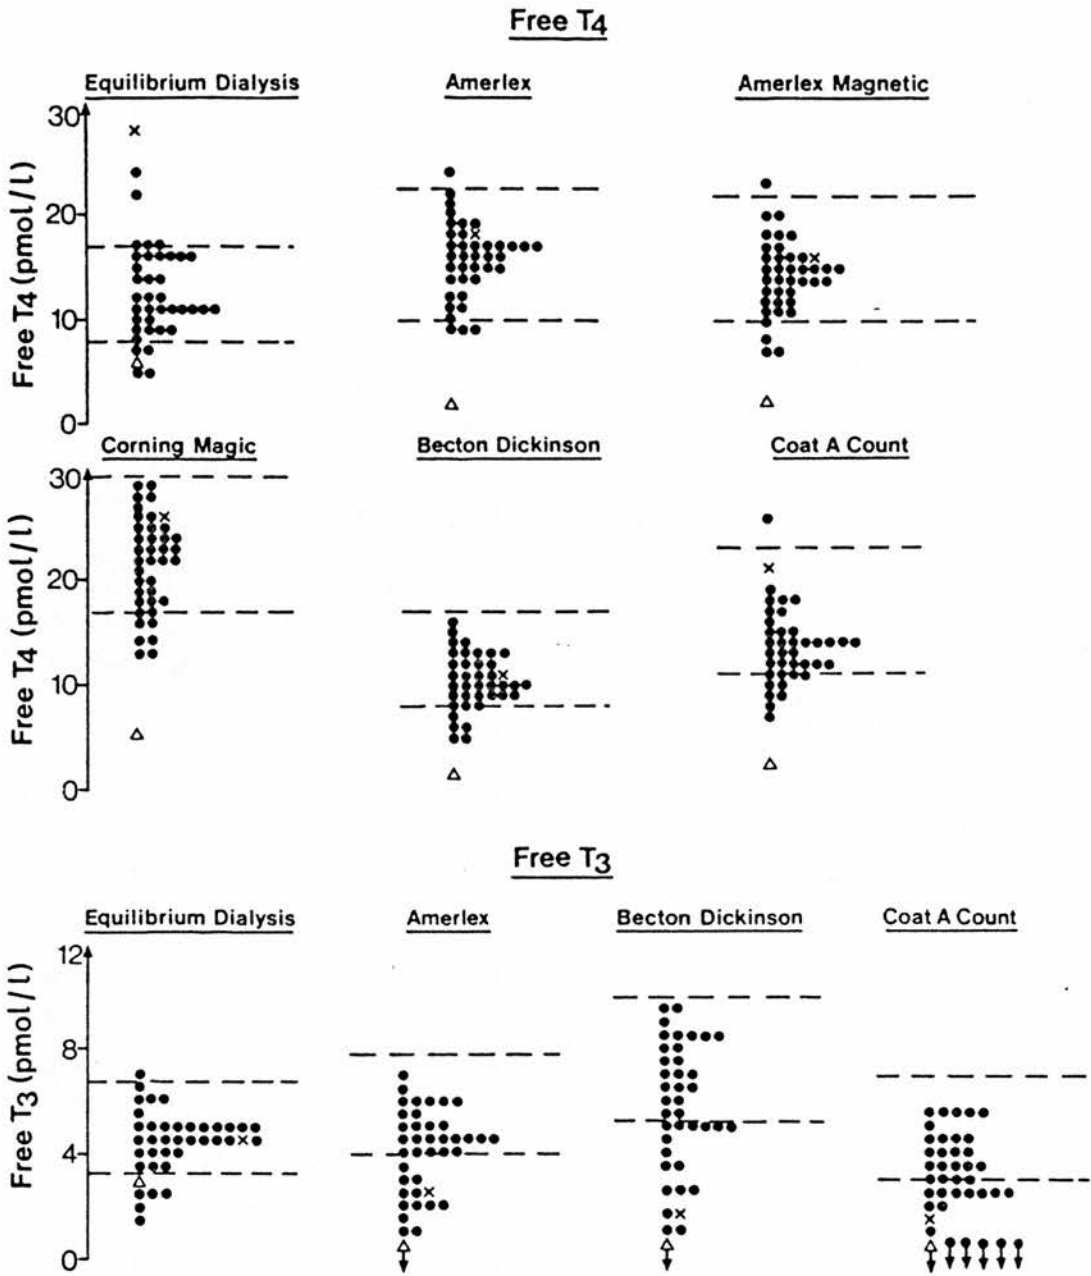 Free T4
Equilibrium Dialysis Amerlex Amerlex Magnetic
30
20
10
0
Free T4 (pmol/l)
Corning Magic Becton Dickinson Coat A Count
30
20
10
0
Free T4 (pmol/l)
Free T3
Equilibrium Dialysis Amerlex Becton Dickinson Coat A Count
12
8
4
0
Free T3 (pmol/l)